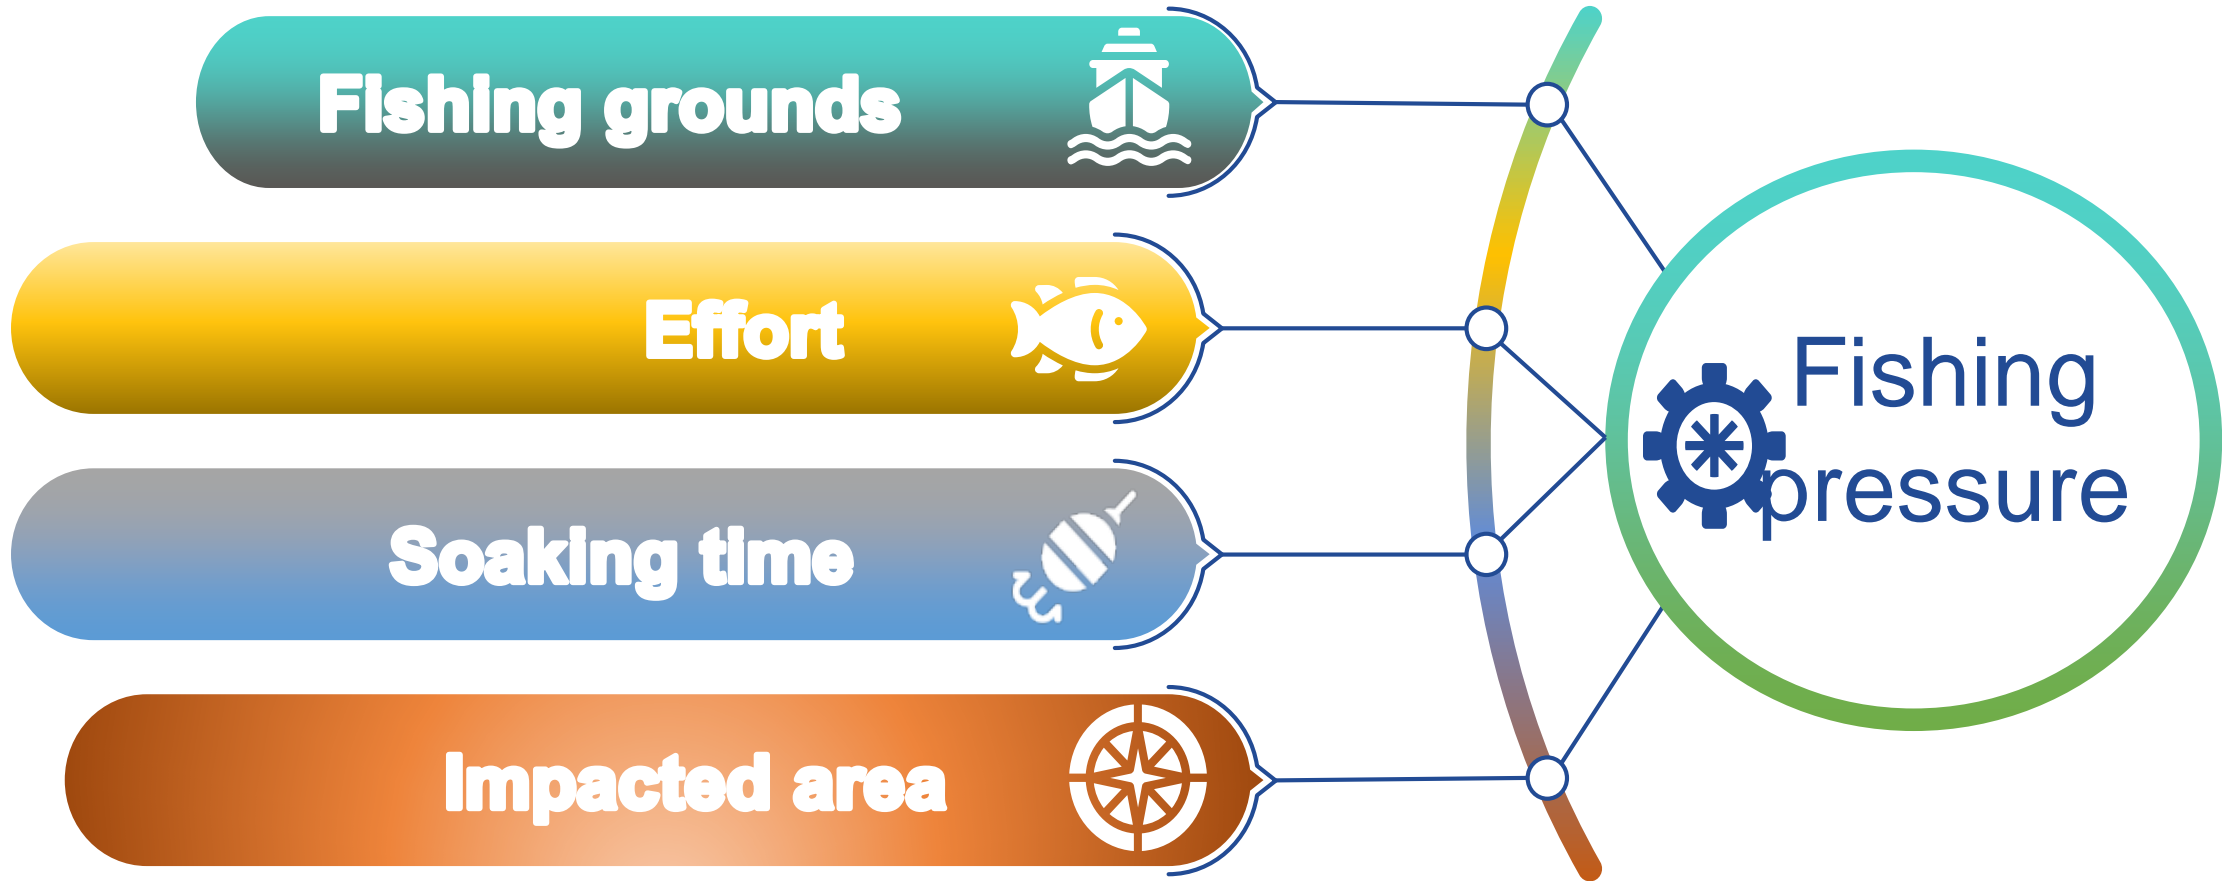 Fishing grounds
Effort
Soaking time
Impacted area
Fishing
pressure